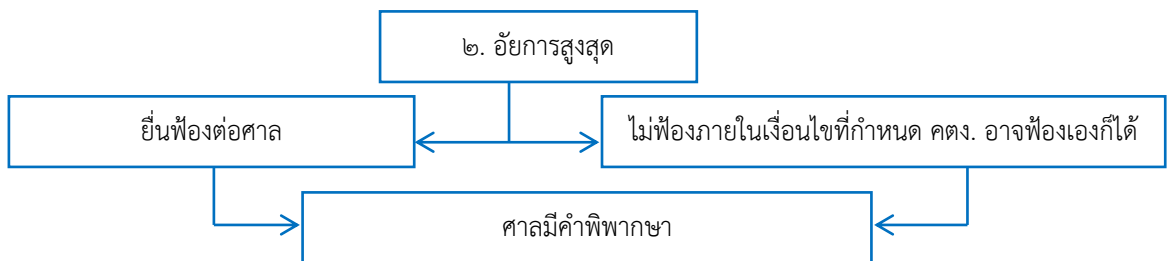 ๒. อัยการสูงสุด
ยื่นฟ้องต่อศาล
ไม่ฟ้องภายในเงื่อนไขที่กำหนด คตง. อาจฟ้องเองก็ได้
ศาลมีคำพิพากษา